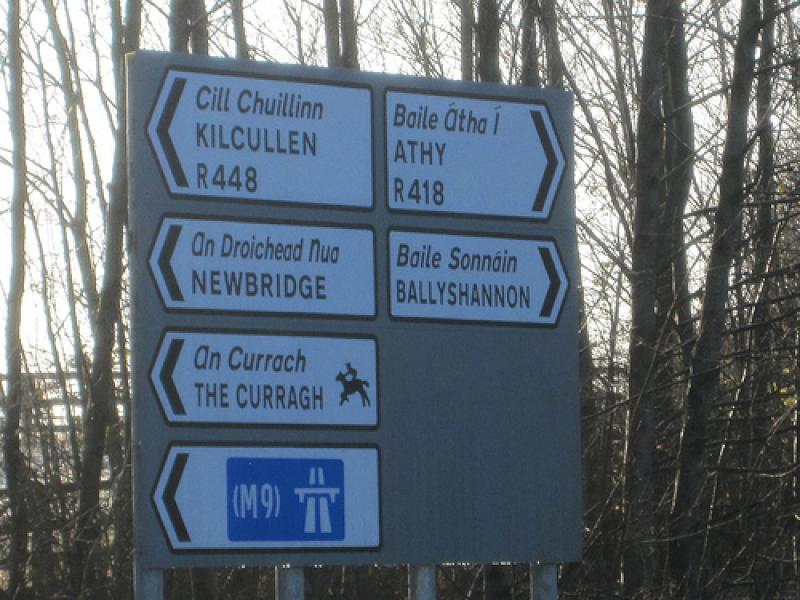 Cill Chuillinn
KILCULLEN
R448
Baile Átha Í
ATHY
R418
An Droichead Nua
NEWBRIDGE
Baile Sonnáin
BALLYSHANNON
An Currach
THE CURRAGH
(M9)